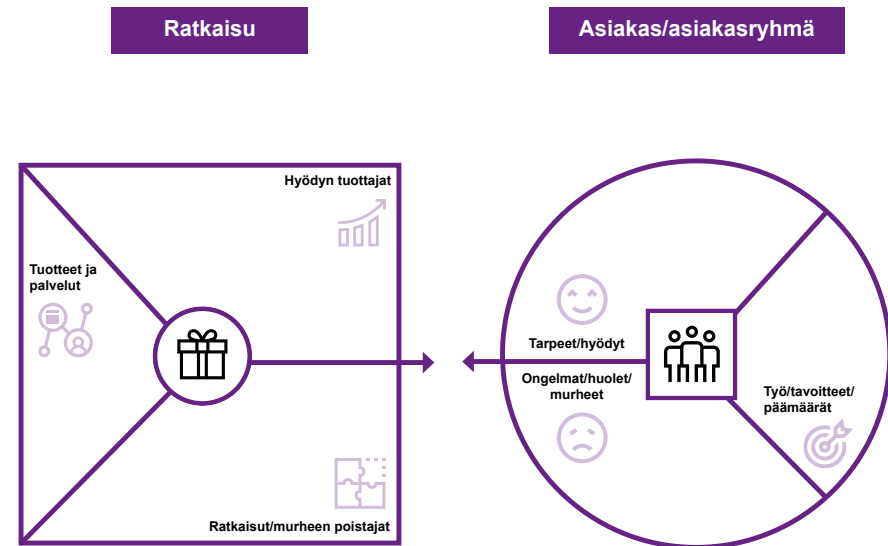 Ratkaisu
Asiakas/asiakasryhmä
Hyödyn tuottajat
Tuotteet ja
palvelut
Ratkaisut/murheen poistajat
Tarpeet/hyödyt
Ongelmat/huolet/
murheet
Työ/tavoitteet/
päämäärät